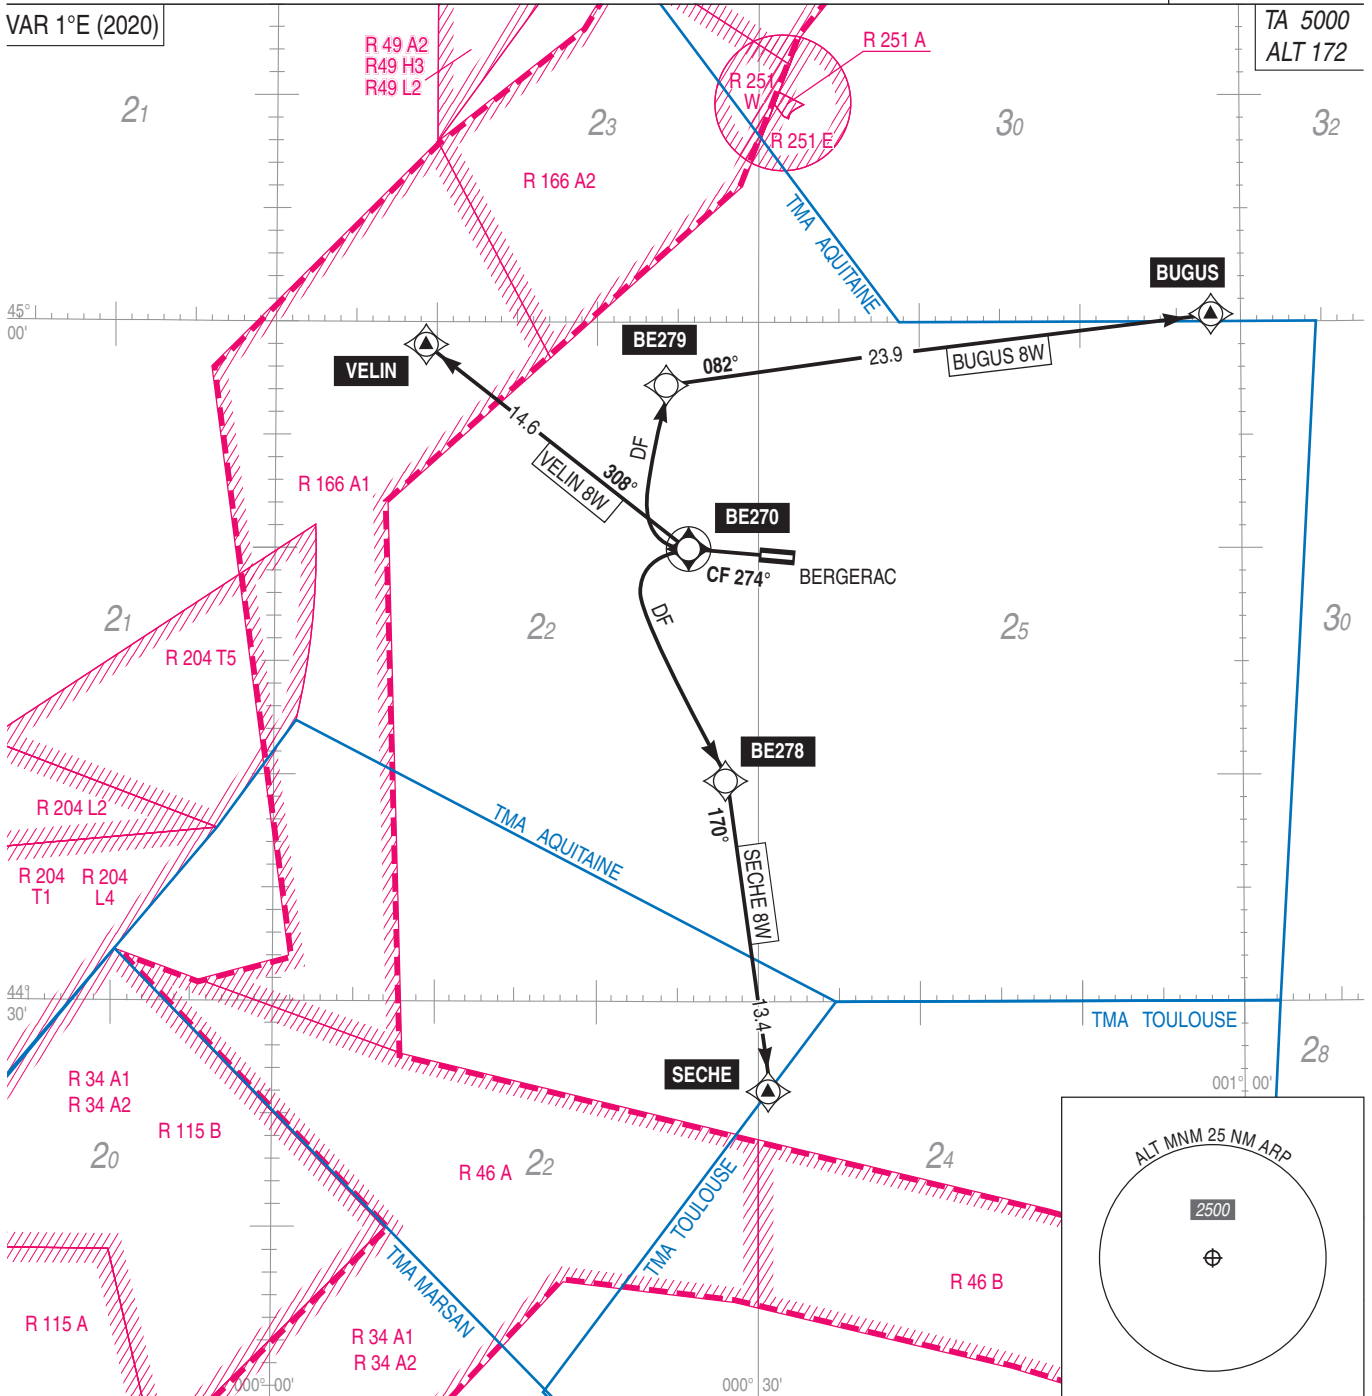 VAR 1°E (2020)
TA 5000
ALT 172
R 49 A2
R49 H3
R49 L2
R 251 A
R 251
W
R 251 E
21
23
30
32
R 166 A2
TMA AQUITAINE
BUGUS
45°
00'
VELIN
BE279
082°
23.9
BUGUS 8W
14.6
DF
308°
VELIN 8W
R 166 A1
BE270
CF 274°
BERGERAC
21
22
25
30
DF
R 204 T5
BE278
170°
R 204 L2
TMA AQUITAINE
SECHE 8W
R 204
T1
R 204
L4
44°
30'
13.4
TMA TOULOUSE
28
SECHE
001° 00'
R 34 A1
R 34 A2
R 115 B
20
R 46 A
22
24
TMA TOULOUSE
ALT MNM 25 NM ARP
2500
TMA MARSAN
R 46 B
R 115 A
R 34 A1
R 34 A2
000° 00'
000° 30'